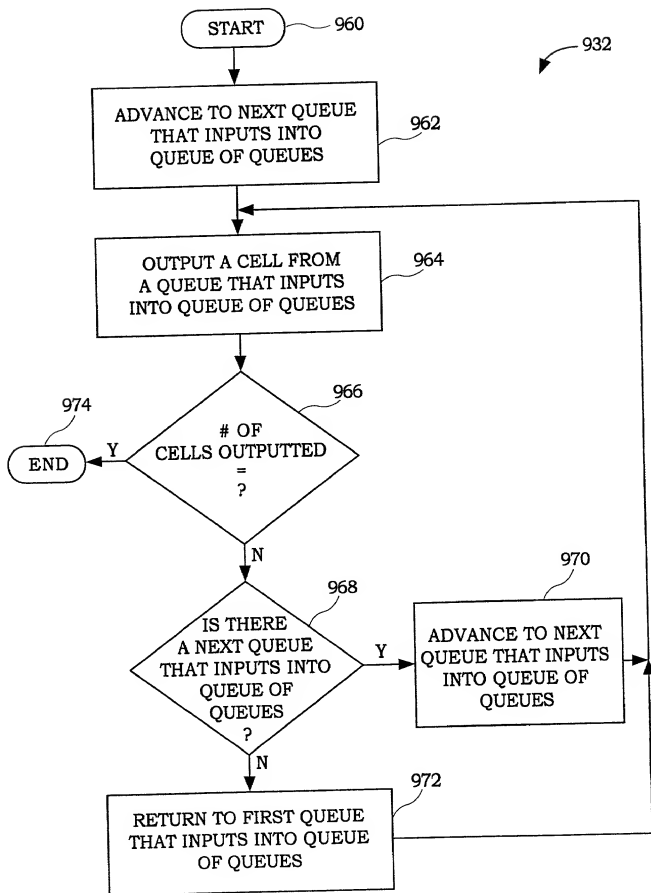 START
960
932
ADVANCE TO NEXT QUEUE
THAT INPUTS INTO
QUEUE OF QUEUES
962
OUTPUT A CELL FROM
A QUEUE THAT INPUTS
INTO QUEUE OF QUEUES
964
966
# OF
CELLS OUTPUTTED
=
?
974
END
Y
N
968
IS THERE
A NEXT QUEUE
THAT INPUTS INTO
QUEUE OF
QUEUES
?
Y
970
ADVANCE TO NEXT
QUEUE THAT INPUTS
INTO QUEUE OF
QUEUES
N
972
RETURN TO FIRST QUEUE
THAT INPUTS INTO QUEUE
OF QUEUES